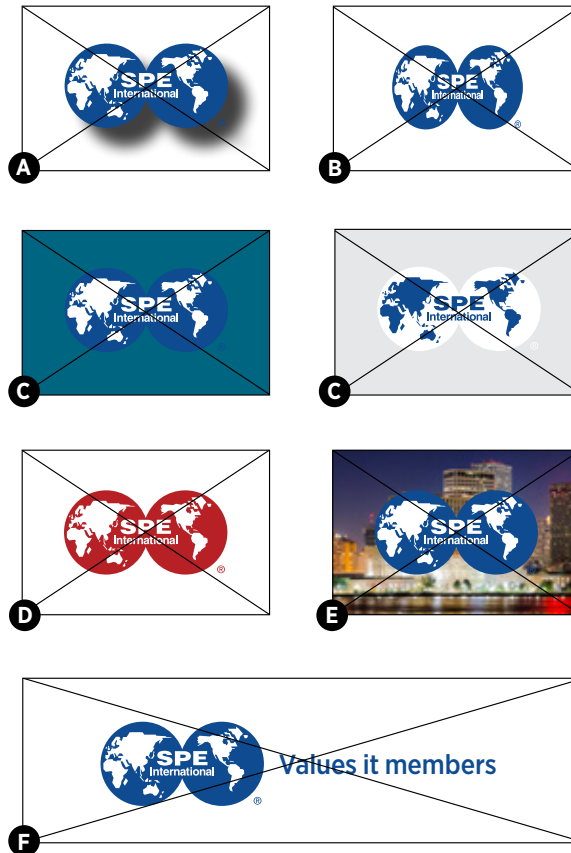 SPE
International
®
A
SPE
International
®
B
SPE
International
®
C
SPE
International
®
C
SPE
International
®
D
SPE
International
E
SPE
International
®
Values it members
F